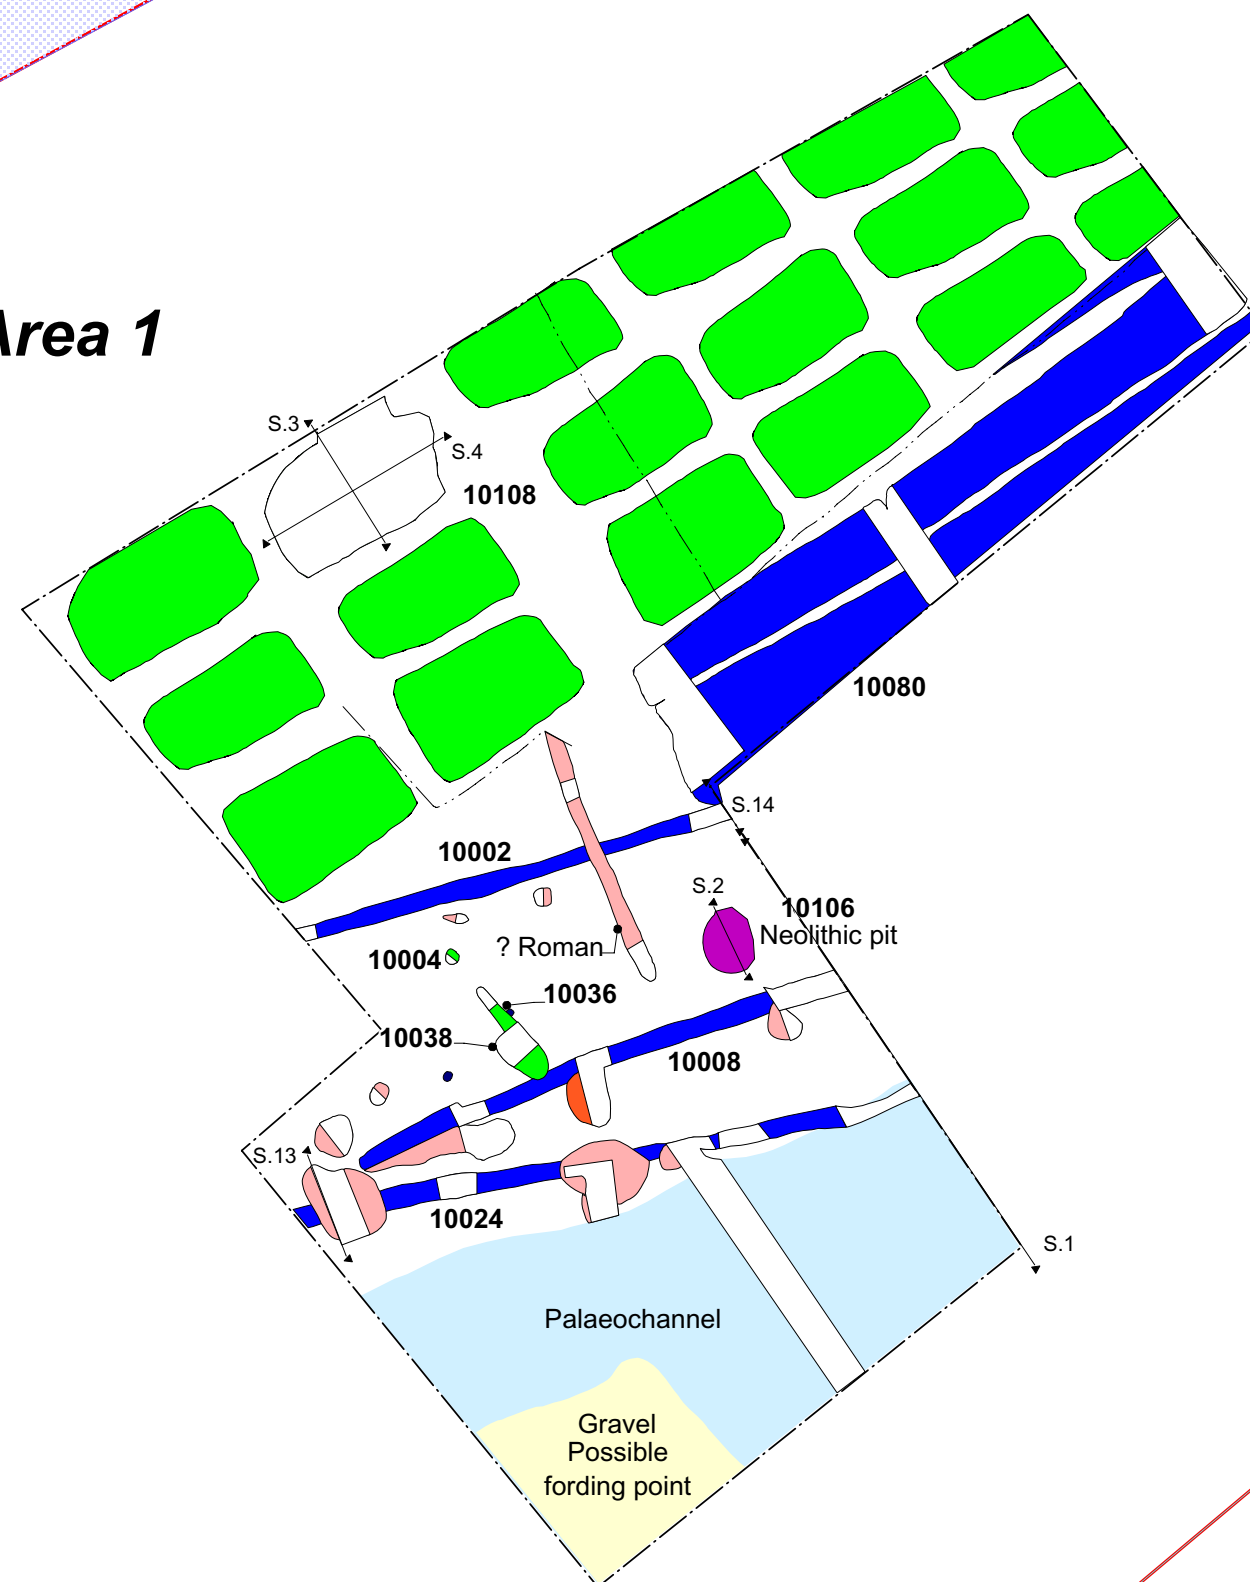 Area 1
S.3
S.4
10108
10080
S.14
10002
S.2
10106
Neolithic pit
? Roman
10004
10036
10038
10008
S.13
10024
S.1
Palaeochannel
Gravel
Possible
fording point